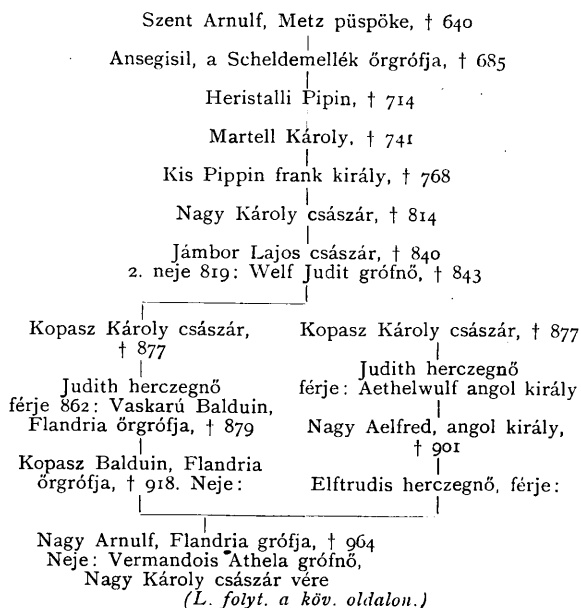 Szent Arnulf, Metz püspöke, † 640
Ansegisil, a Scheldemellék őrgrófja, † 685
Heristalli Pipin, † 714
Martell Károly, † 741
Kis Pippin frank király, † 768
Nagy Károly császár, † 814
Jámbor Lajos császár, † 840
2. neje 819: Welf Judit grófnő, † 843
Kopasz Károly császár,
† 877
Judith herczegnő
férje 862: Vaskarú Balduin,
Flandria őrgrófja, † 879
Kopasz Balduin, Flandria
őrgrófja, † 918. Neje:
Kopasz Károly császár, † 877
Judith herczegnő
férje: Aethelwulf angol király
Nagy Aelfred, angol király,
† 901
Elftrudis herczegnő, férje:
Nagy Arnulf, Flandria grófja, † 964
Neje: Vermandois Athela grófnő,
Nagy Károly császár vére
(L. folyt. a köv. oldalon.)